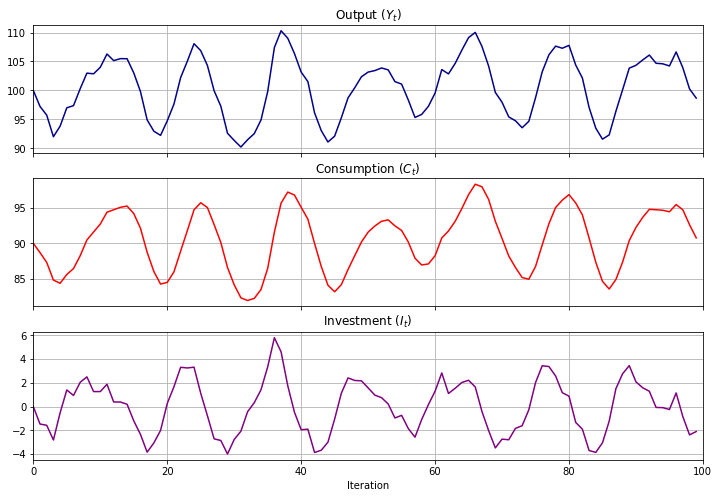 Output (Y_t)
110
105
100
95
90
Consumption (C_t)
95
90
85
Investment (I_t)
6
4
2
0
−2
−4
0 20 40 60 80 100
Iteration